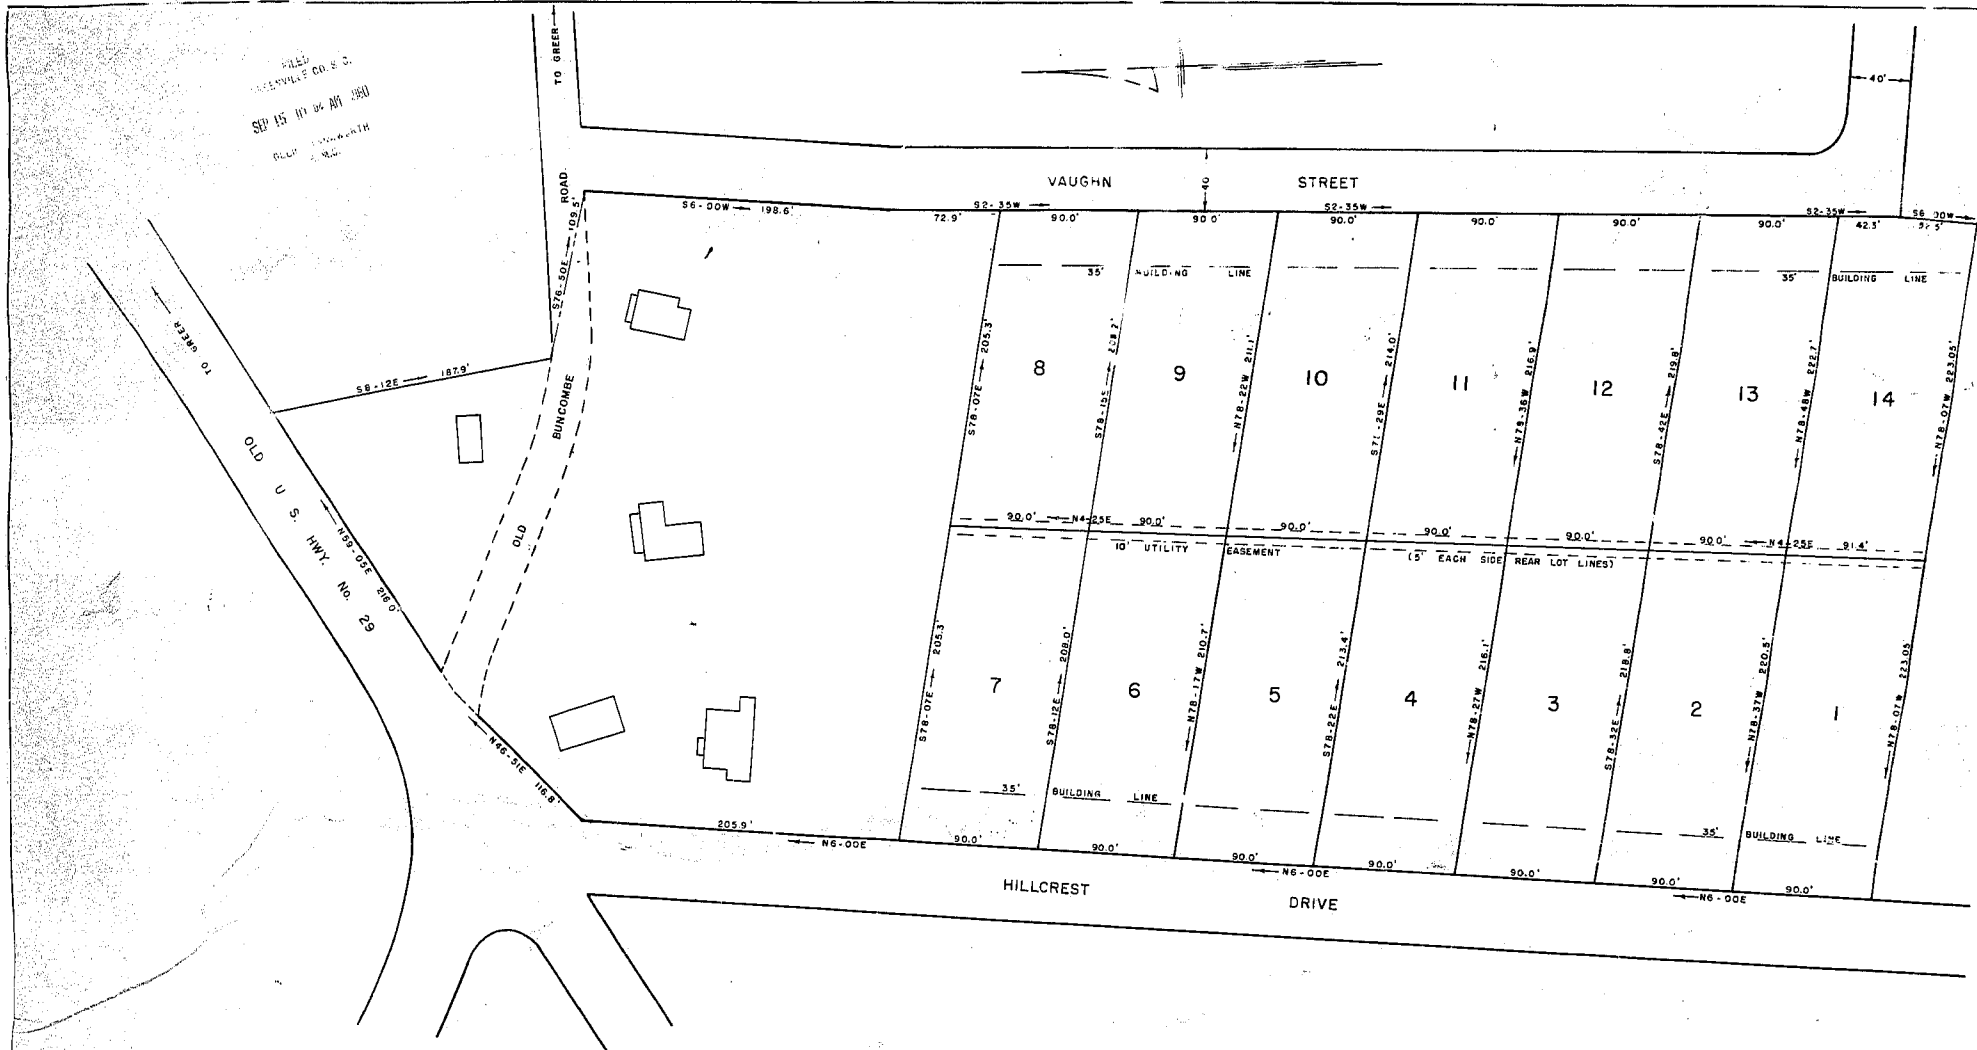 SEP 15 10 04 AM 1960
TO GREER
40'
VAUGHN STREET
40
S6-00W 198.6'
72.9'
S2-35W
90.0'
90.0'
S2-35W
90.0'
90.0'
90.0'
S2-35W
90.0'
42.3'
35' BUILDING LINE
35' BUILDING LINE
ROAD
S76-50E 109.5'
BUNCOMBE
OLD
TO GREER
S8-12E 187.9'
OLD U S. HWY. No. 29
N59-05E 216.0'
N46-51E 116.8'
S78-07E 205.3'
8
S78-15E 208.2'
9
N78-22W 211.1'
10
214.0'
11
216.9'
12
S78-42E 219.8'
13
N78-48W 222.7'
14
N78-07W 223.05'
90.0' N4-25E 90.0' 90.0' 90.0' 90.0' 90.0' N4-25E 91.4'
10' UTILITY EASEMENT (5' EACH SIDE REAR LOT LINES)
S78-07E 205.3'
7
S78-12E 208.0'
6
N78-17W 210.7'
5
S78-22E 213.4'
4
N78-27W 216.1'
3
S78-32E 218.8'
2
N78-37W 220.5'
1
N78-07W 223.05
35' BUILDING LINE
35' BUILDING LINE
205.9'
N6-00E
90.0'
90.0'
90.0'
N6-00E
90.0'
90.0'
90.0'
N6-00E
90.0'
HILLCREST DRIVE